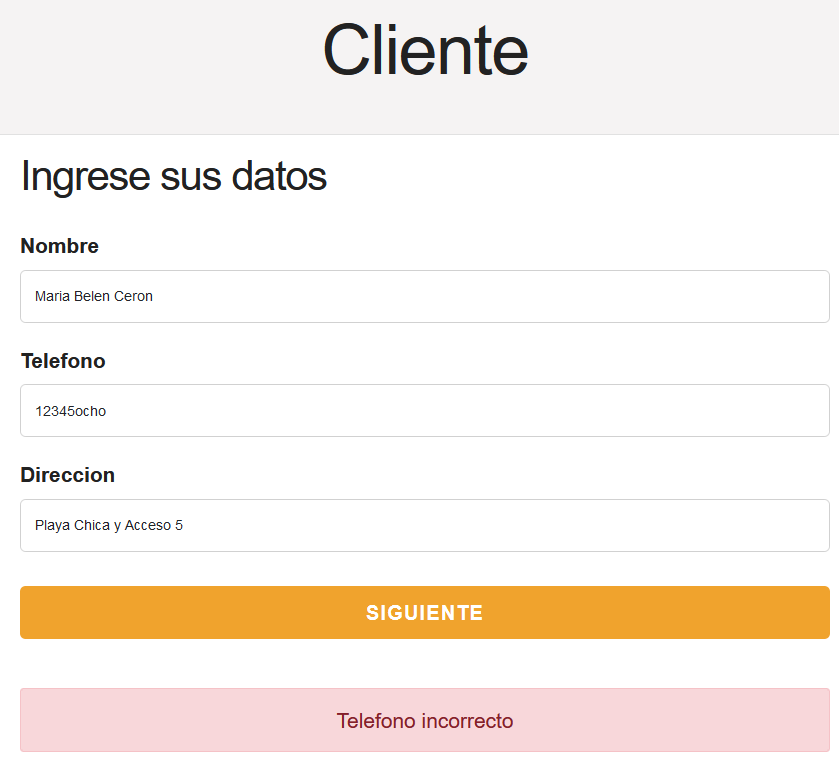 Cliente
Ingrese sus datos
Nombre
Maria Belen Ceron
Telefono
12345ocho
Direccion
Playa Chica y Acceso 5
SIGUIENTE
Telefono incorrecto